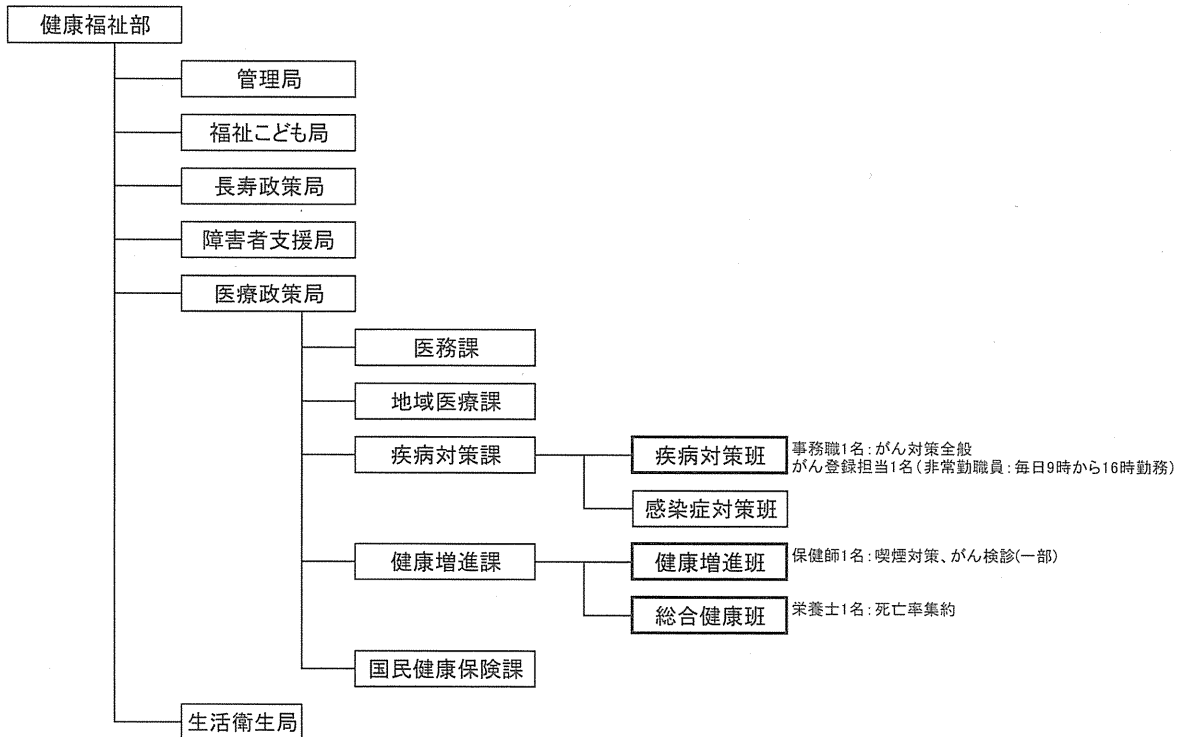 健康福祉部
管理局
福祉こども局
長寿政策局
障害者支援局
医療政策局
医務課
地域医療課
疾病対策課
疾病対策班
事務職1名：がん対策全般
がん登録担当1名（非常勤職員：毎日9時から16時勤務）
感染症対策班
健康増進課
健康増進班
保健師1名：喫煙対策、がん検診(一部)
総合健康班
栄養士1名：死亡率集約
国民健康保険課
生活衛生局